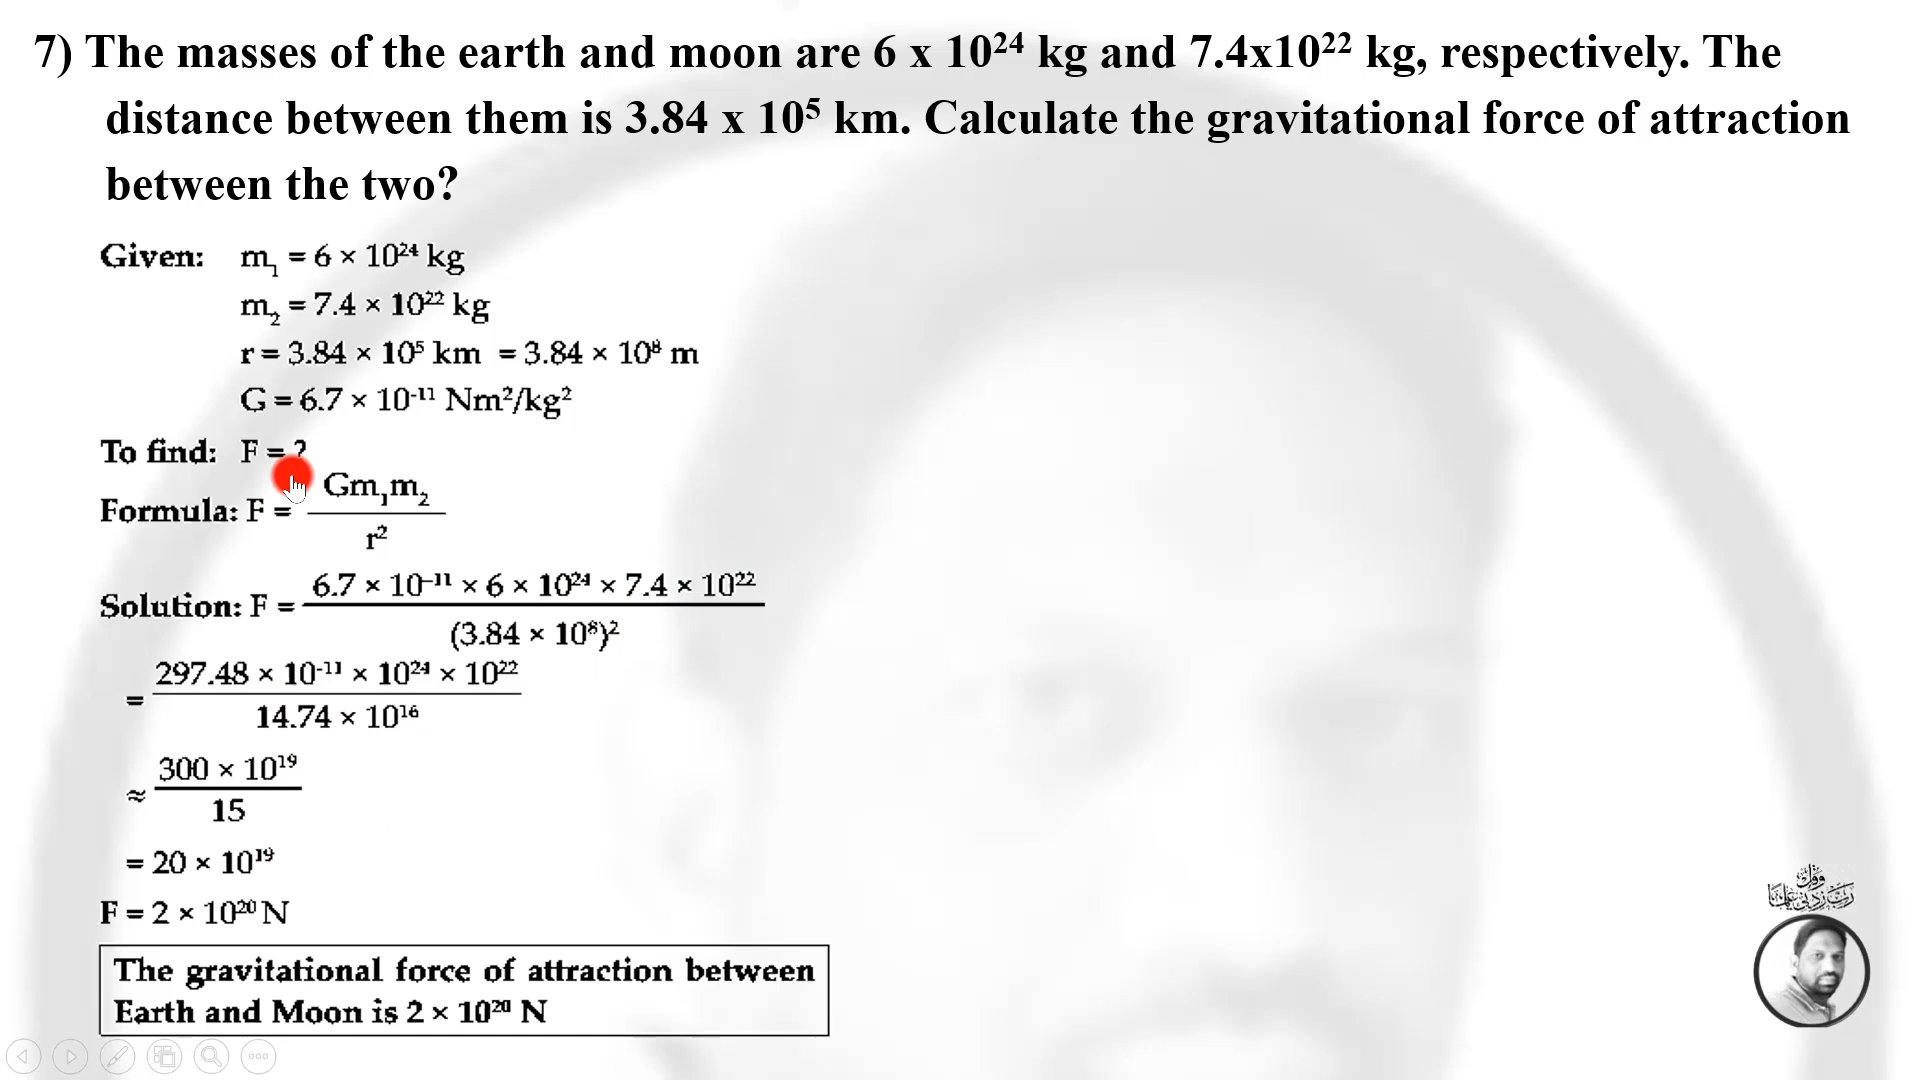 7) The masses of the earth and moon are 6 x 10²⁴ kg and 7.4x10²² kg, respectively. The
distance between them is 3.84 x 10⁵ km. Calculate the gravitational force of attraction
between the two?
Given: m₁ = 6 × 10²⁴ kg
m₂ = 7.4 × 10²² kg
r = 3.84 × 10⁵ km = 3.84 × 10⁸ m
G = 6.7 × 10⁻¹¹ Nm²/kg²
To find: F = ?
Formula: F = Gm₁m₂
r²
Solution: F = 6.7 × 10⁻¹¹ × 6 × 10²⁴ × 7.4 × 10²²
(3.84 × 10⁸)²
= 297.48 × 10⁻¹¹ × 10²⁴ × 10²²
14.74 × 10¹⁶
≈ 300 × 10¹⁹
15
= 20 × 10¹⁹
F = 2 × 10²⁰ N
The gravitational force of attraction between
Earth and Moon is 2 × 10²⁰ N
وقل
رب زدني علما